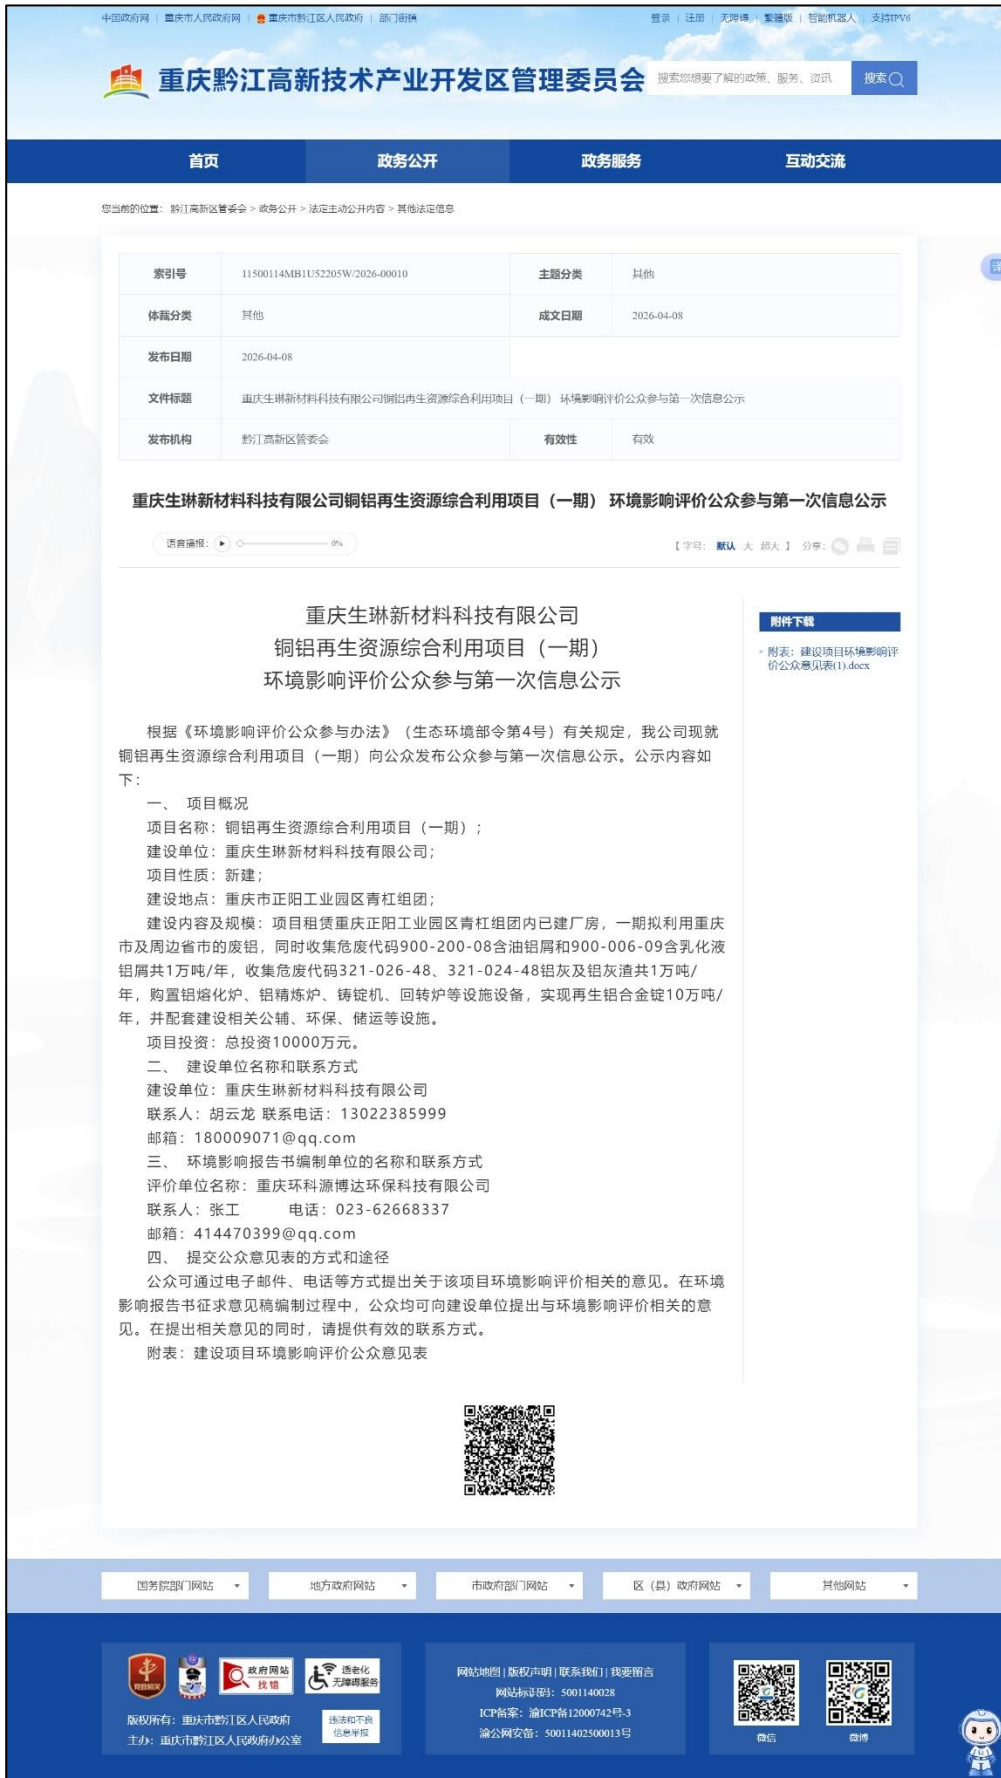 中国政府网 | 重庆市人民政府网 | 重庆市黔江区人民政府 | 部门街镇
登录 | 注册 | 无障碍 | 繁體版 | 智能机器人 | 支持IPV6
重庆黔江高新技术产业开发区管理委员会
搜索您想要了解的政策、服务、资讯
搜索
首页 政务公开 政务服务 互动交流
您当前的位置： 黔江高新区管委会 > 政务公开 > 法定主动公开内容 > 其他法定信息
译
索引号 11500114MB1U52205W/2026-00010 主题分类 其他
体裁分类 其他 成文日期 2026-04-08
发布日期 2026-04-08
文件标题 重庆生琳新材料科技有限公司铜铝再生资源综合利用项目（一期） 环境影响评价公众参与第一次信息公示
发布机构 黔江高新区管委会 有效性 有效
重庆生琳新材料科技有限公司铜铝再生资源综合利用项目（一期） 环境影响评价公众参与第一次信息公示
语音播报： 0%
【 字号： 默认 大 超大 】 分享：
重庆生琳新材料科技有限公司
铜铝再生资源综合利用项目（一期）
环境影响评价公众参与第一次信息公示
附件下载
附表：建设项目环境影响评
价公众意见表(1).docx
根据《环境影响评价公众参与办法》（生态环境部令第4号）有关规定，我公司现就
铜铝再生资源综合利用项目（一期）向公众发布公众参与第一次信息公示。公示内容如
下：
一、 项目概况
项目名称：铜铝再生资源综合利用项目（一期）；
建设单位：重庆生琳新材料科技有限公司；
项目性质：新建；
建设地点：重庆市正阳工业园区青杠组团；
建设内容及规模：项目租赁重庆正阳工业园区青杠组团内已建厂房，一期拟利用重庆
市及周边省市的废铝，同时收集危废代码900-200-08含油铝屑和900-006-09含乳化液
铝屑共1万吨/年，收集危废代码321-026-48、321-024-48铝灰及铝灰渣共1万吨/
年，购置铝熔化炉、铝精炼炉、铸锭机、回转炉等设施设备，实现再生铝合金锭10万吨/
年，并配套建设相关公辅、环保、储运等设施。
项目投资：总投资10000万元。
二、 建设单位名称和联系方式
建设单位：重庆生琳新材料科技有限公司
联系人：胡云龙 联系电话：13022385999
邮箱：180009071@qq.com
三、 环境影响报告书编制单位的名称和联系方式
评价单位名称：重庆环科源博达环保科技有限公司
联系人：张工 电话：023-62668337
邮箱：414470399@qq.com
四、 提交公众意见表的方式和途径
公众可通过电子邮件、电话等方式提出关于该项目环境影响评价相关的意见。在环境
影响报告书征求意见稿编制过程中，公众均可向建设单位提出与环境影响评价相关的意
见。在提出相关意见的同时，请提供有效的联系方式。
附表：建设项目环境影响评价公众意见表
国务院部门网站 地方政府网站 市政府部门网站 区（县）政府网站 其他网站
党政机关
政府网站
找错
适老化
无障碍服务
版权所有：重庆市黔江区人民政府
主办：重庆市黔江区人民政府办公室
违法和不良
信息举报
网站地图 | 版权声明 | 联系我们 | 我要留言
网站标识码：5001140028
ICP备案：渝ICP备12000742号-3
渝公网安备：50011402500013号
微信 微博